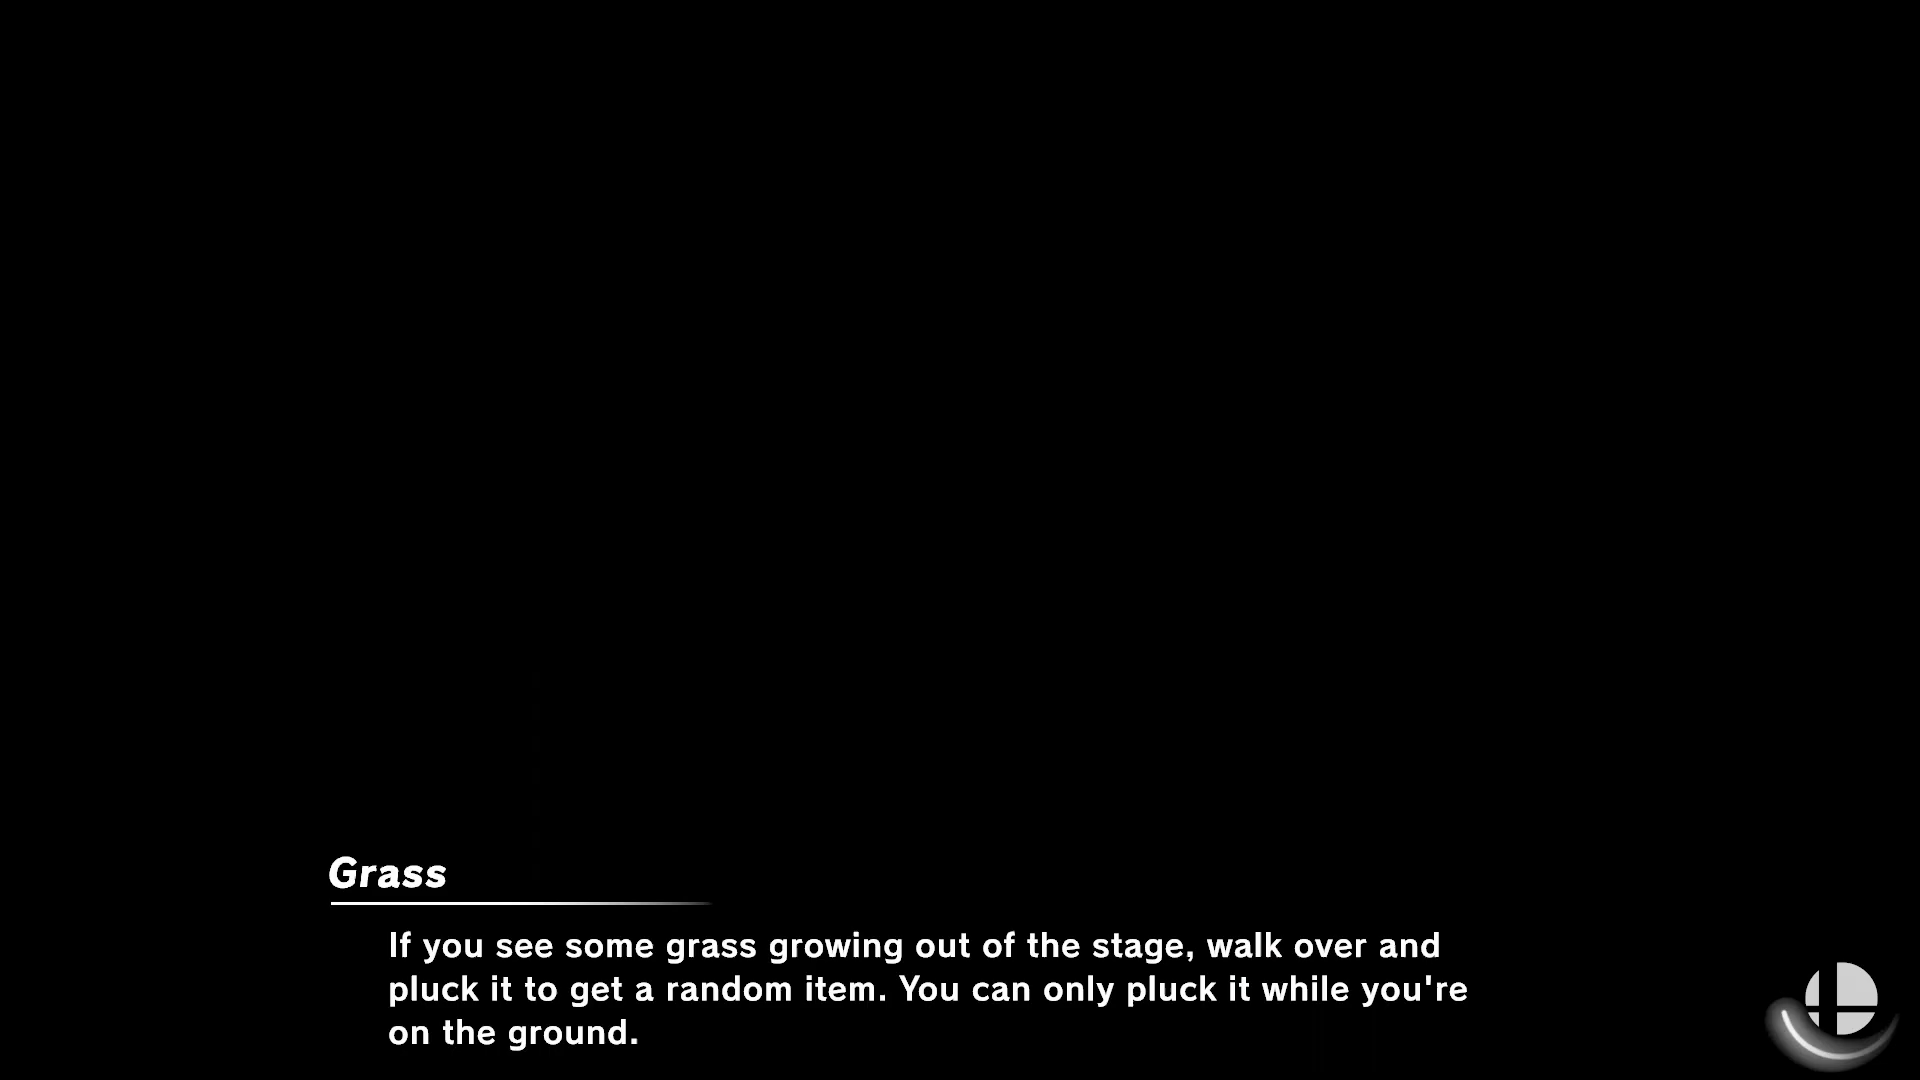 Grass
If you see some grass growing out of the stage, walk over and
pluck it to get a random item. You can only pluck it while you're
on the ground.